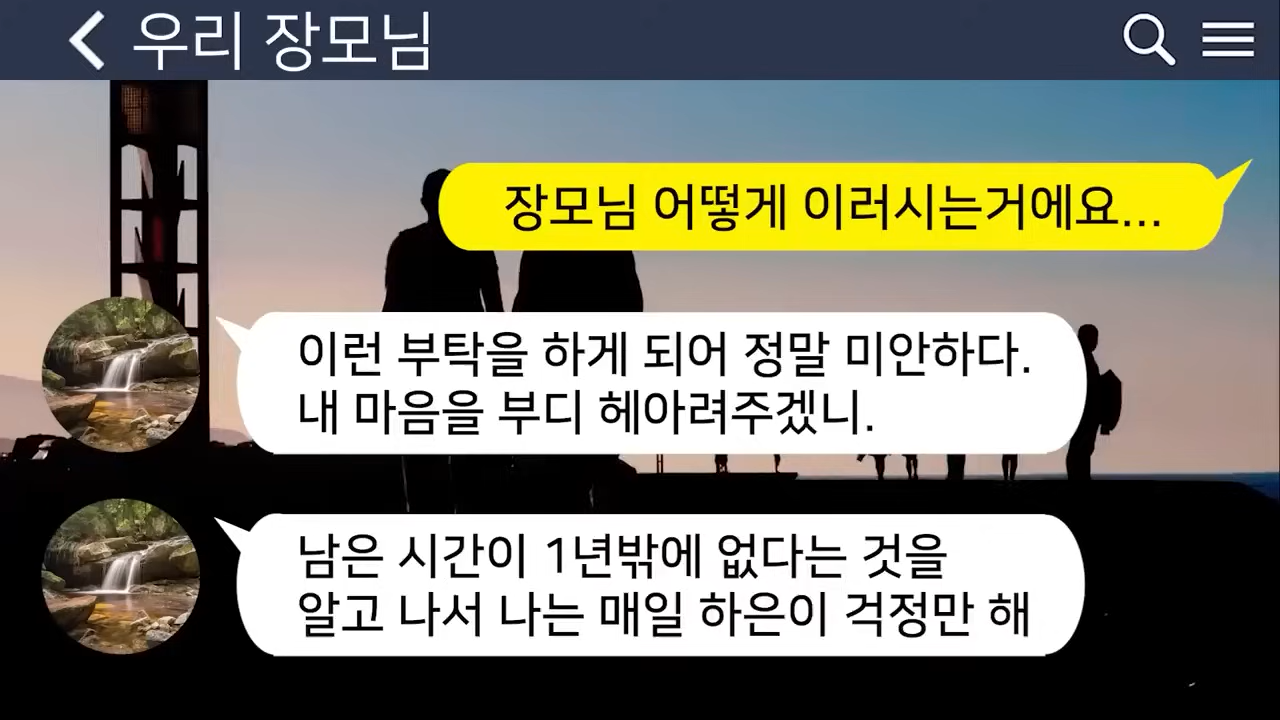 우리 장모님
장모님 어떻게 이러시는거에요...
이런 부탁을 하게 되어 정말 미안하다.
내 마음을 부디 헤아려주겠니.
남은 시간이 1년밖에 없다는 것을
알고 나서 나는 매일 하은이 걱정만 해